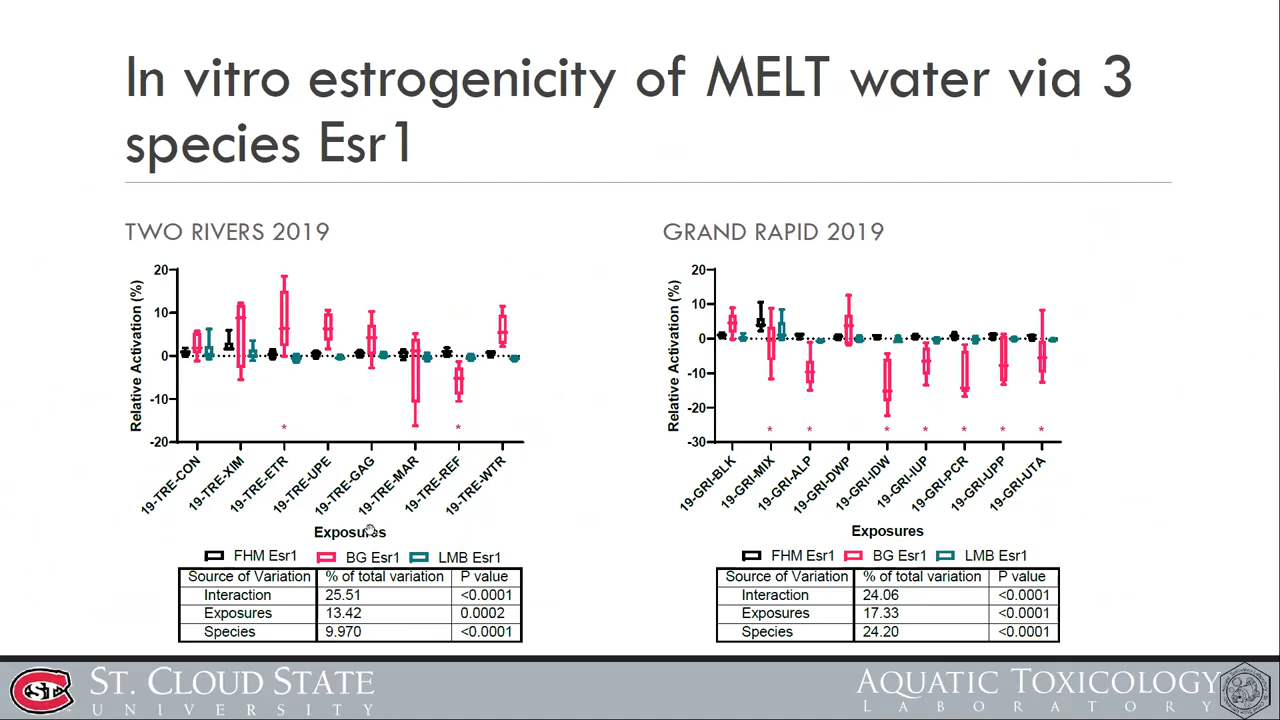 In vitro estrogenicity of MELT water via 3
species Esr1
TWO RIVERS 2019
Relative Activation (%)
20
10
0
-10
-20
* *
19-TRE-CON
19-TRE-XIM
19-TRE-ETR
19-TRE-UPE
19-TRE-GAG
19-TRE-MAR
19-TRE-REF
19-TRE-WTR
Exposures
FHM Esr1 BG Esr1 LMB Esr1
Source of Variation % of total variation P value
Interaction 25.51 <0.0001
Exposures 13.42 0.0002
Species 9.970 <0.0001
GRAND RAPID 2019
Relative Activation (%)
20
10
0
-10
-20
-30
* * * * * * *
19-GRI-BLK
19-GRI-MIX
19-GRI-ALP
19-GRI-DWP
19-GRI-IDW
19-GRI-IUP
19-GRI-PCR
19-GRI-UPP
19-GRI-UTA
Exposures
FHM Esr1 BG Esr1 LMB Esr1
Source of Variation % of total variation P value
Interaction 24.06 <0.0001
Exposures 17.33 <0.0001
Species 24.20 <0.0001
ST. CLOUD STATE
UNIVERSITY
AQUATIC TOXICOLOGY
LABORATORY